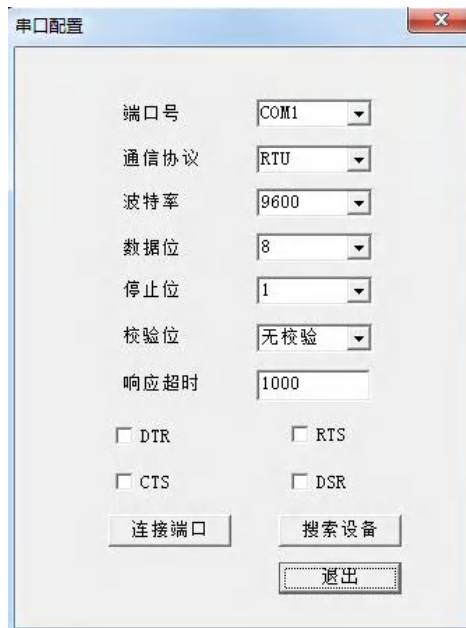 串口配置
端口号 COM1
通信协议 RTU
波特率 9600
数据位 8
停止位 1
校验位 无校验
响应超时 1000
DTR RTS
CTS DSR
连接端口 搜索设备
退出